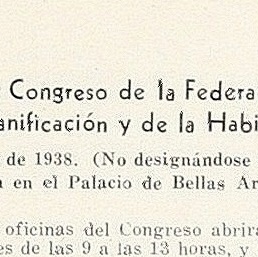 Congreso de la Federa
anificación y de la Habi
de 1938. (No designándose
en el Palacio de Bellas Ar
oficinas del Congreso abrirá
es de las 9 a las 13 horas, y